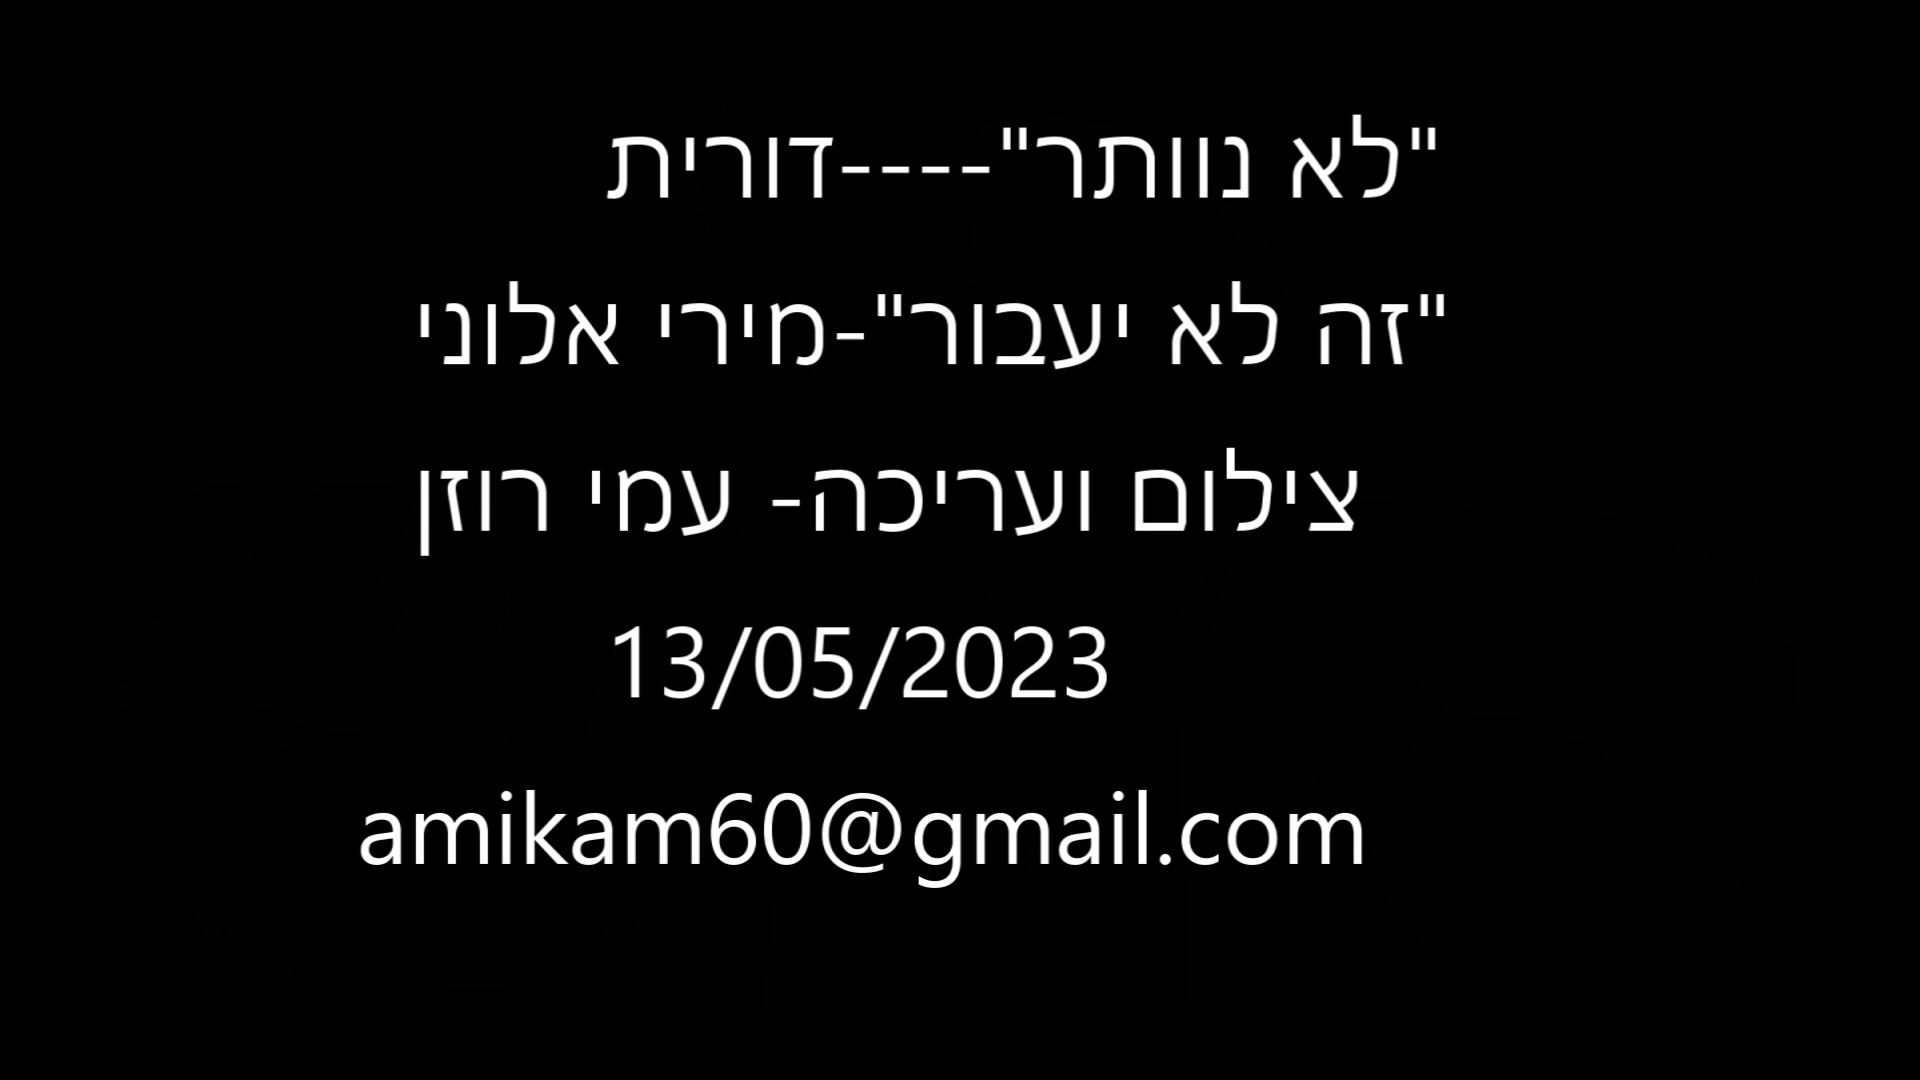 "לא נוותר"----דורית
"זה לא יעבור"-מירי אלוני
צילום ועריכה- עמי רוזן
13/05/2023
amikam60@gmail.com